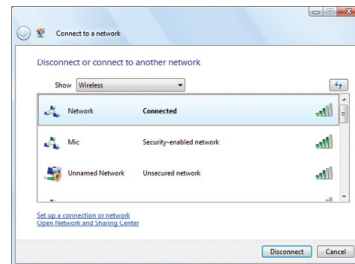 Connect to a network
Disconnect or connect to another network
Show Wireless
Network Connected
Mic Security-enabled network
Unnamed Network Unsecured network
Set up a connection or network
Open Network and Sharing Center
Disconnect Cancel